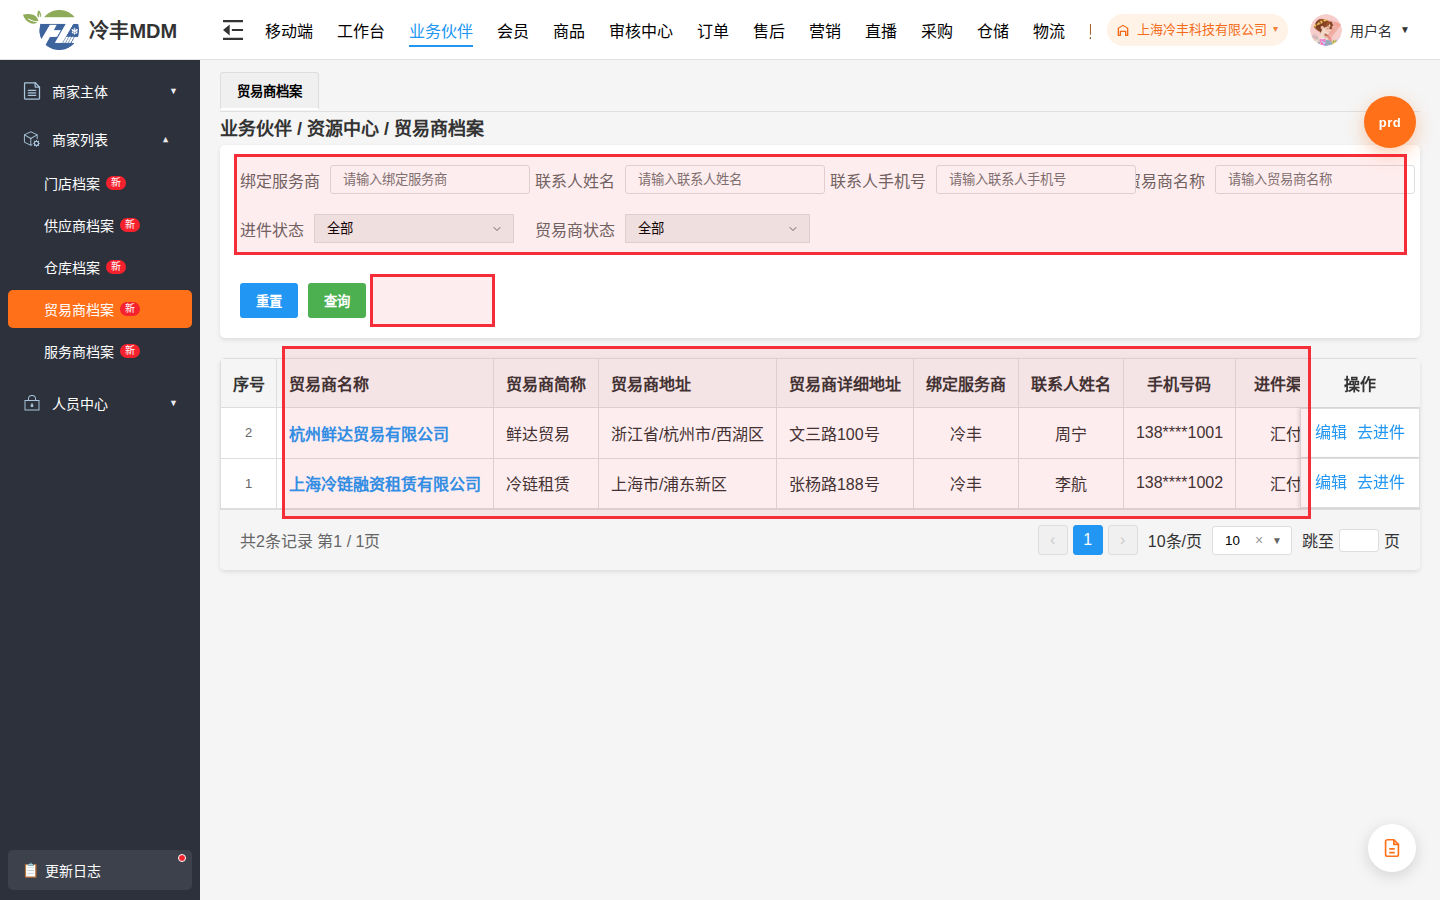 冷丰MDM
移动端 工作台 业务伙伴 会员 商品 审核中心 订单 售后 营销 直播 采购 仓储 物流
上海冷丰科技有限公司
用户名
商家主体
商家列表
门店档案 新
供应商档案 新
仓库档案 新
贸易商档案 新
服务商档案 新
人员中心
更新日志
贸易商档案
业务伙伴 / 资源中心 / 贸易商档案
prd
绑定服务商 请输入绑定服务商 联系人姓名 请输入联系人姓名 联系人手机号 请输入联系人手机号 贸易商名称 请输入贸易商名称
进件状态 全部 贸易商状态 全部
重置 查询
序号 贸易商名称 贸易商简称 贸易商地址 贸易商详细地址 绑定服务商 联系人姓名 手机号码 进件渠 操作
2 杭州鲜达贸易有限公司 鲜达贸易 浙江省/杭州市/西湖区 文三路100号 冷丰 周宁 138****1001 汇付 编辑 去进件
1 上海冷链融资租赁有限公司 冷链租赁 上海市/浦东新区 张杨路188号 冷丰 李航 138****1002 汇付 编辑 去进件
共2条记录 第1 / 1页 ‹ 1 › 10条/页 10 × 跳至 页